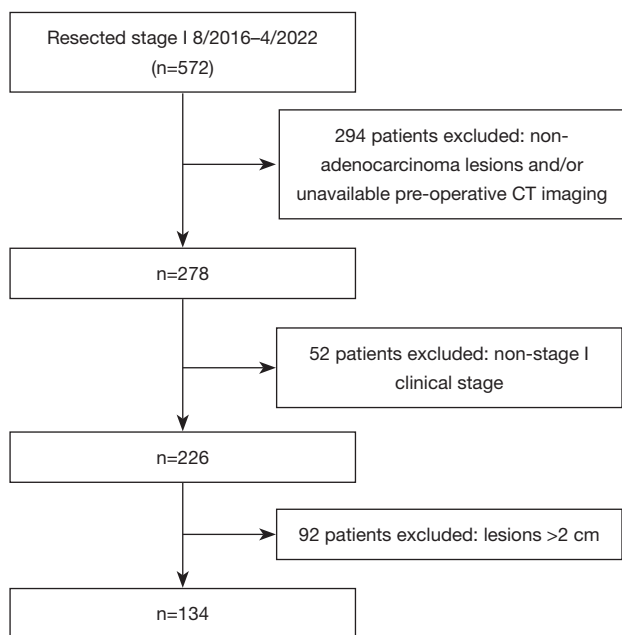 Resected stage I 8/2016–4/2022
(n=572)
294 patients excluded: non-
adenocarcinoma lesions and/or
unavailable pre-operative CT imaging
n=278
52 patients excluded: non-stage I
clinical stage
n=226
92 patients excluded: lesions >2 cm
n=134